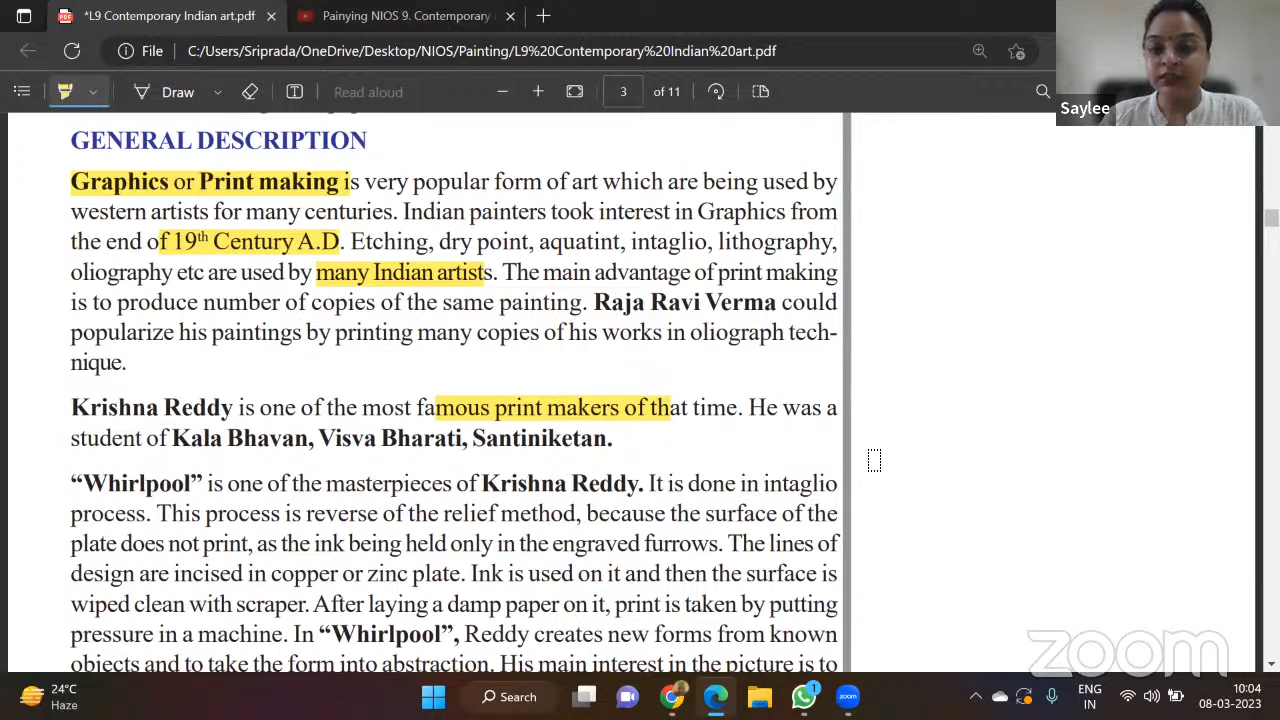 *L9 Contemporary Indian art.pdf
Painying NIOS 9. Contemporary
File C:/Users/Sriprada/OneDrive/Desktop/NIOS/Painting/L9%20Contemporary%20Indian%20art.pdf
Draw Read aloud 3 of 11
Saylee
GENERAL DESCRIPTION
Graphics or Print making is very popular form of art which are being used by
western artists for many centuries. Indian painters took interest in Graphics from
the end of 19th Century A.D. Etching, dry point, aquatint, intaglio, lithography,
oliography etc are used by many Indian artists. The main advantage of print making
is to produce number of copies of the same painting. Raja Ravi Verma could
popularize his paintings by printing many copies of his works in oliograph tech-
nique.
Krishna Reddy is one of the most famous print makers of that time. He was a
student of Kala Bhavan, Visva Bharati, Santiniketan.
“Whirlpool” is one of the masterpieces of Krishna Reddy. It is done in intaglio
process. This process is reverse of the relief method, because the surface of the
plate does not print, as the ink being held only in the engraved furrows. The lines of
design are incised in copper or zinc plate. Ink is used on it and then the surface is
wiped clean with scraper. After laying a damp paper on it, print is taken by putting
pressure in a machine. In “Whirlpool”, Reddy creates new forms from known
objects and to take the form into abstraction. His main interest in the picture is to
zoom
24°C
Haze
Search
zoom
1
ENG
IN
10:04
08-03-2023